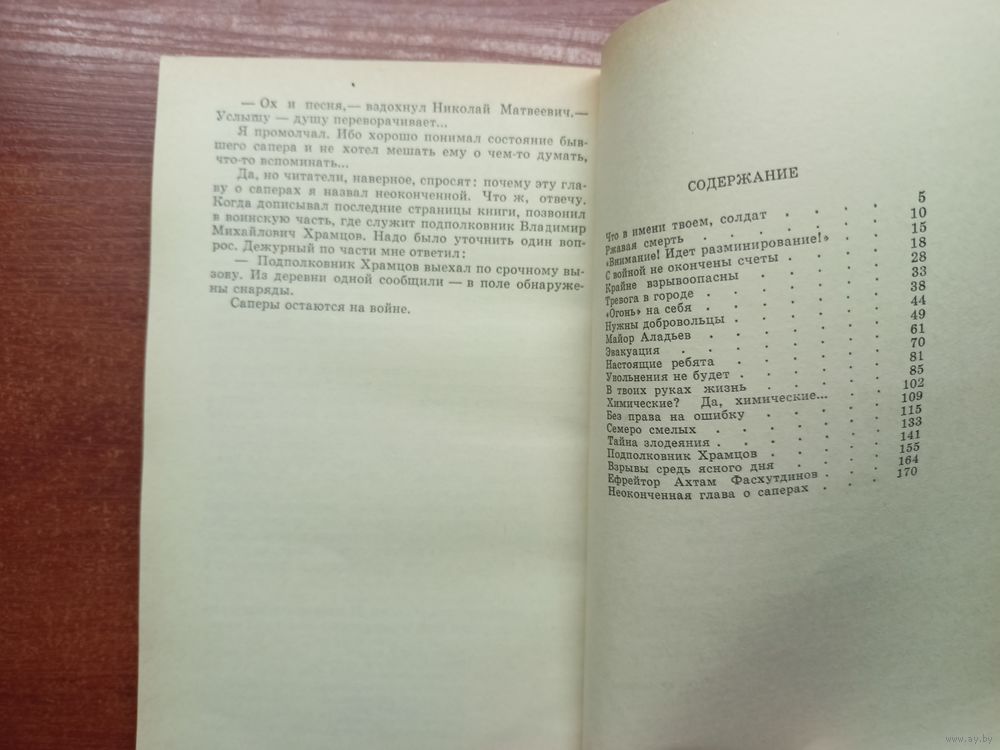 — Ох и песня,— вздохнул Николай Матвеевич.—
Услышу — душу переворачивает...
Я промолчал. Ибо хорошо понимал состояние быв-
шего сапера и не хотел мешать ему о чем-то думать,
что-то вспоминать...
Да, но читатели, наверное, спросят: почему эту гла-
ву о саперах я назвал неоконченной. Что ж, отвечу.
Когда дописывал последние страницы книги, позвонил
в воинскую часть, где служит подполковник Владимир
Михайлович Храмцов. Надо было уточнить один воп-
рос. Дежурный по части мне ответил:
— Подполковник Храмцов выехал по срочному вы-
зову. Из деревни одной сообщили — в поле обнаруже-
ны снаряды.
Саперы остаются на войне.
СОДЕРЖАНИЕ
Что в имени твоем, солдат . . . . 5
Ржавая смерть . . . . . 10
«Внимание! Идет разминирование!» . . . 15
С войной не окончены счеты . . . . 18
Крайне взрывоопасны . . . . . 28
Тревога в городе . . . . . 33
«Огонь» на себя . . . . . 38
Нужны добровольцы . . . . . 44
Майор Аладьев . . . . . 49
Эвакуация . . . . . . 61
Настоящие ребята . . . . . 70
Увольнения не будет . . . . . 81
В твоих руках жизнь . . . . . 85
Химические? Да, химические... . . . 102
Без права на ошибку . . . . . 109
Семеро смелых . . . . . 115
Тайна злодеяния . . . . . 133
Подполковник Храмцов . . . . 141
Взрывы средь ясного дня . . . . 155
Ефрейтор Ахтам Фасхутдинов . . . 164
Неоконченная глава о саперах . . . 170
www.ay.by